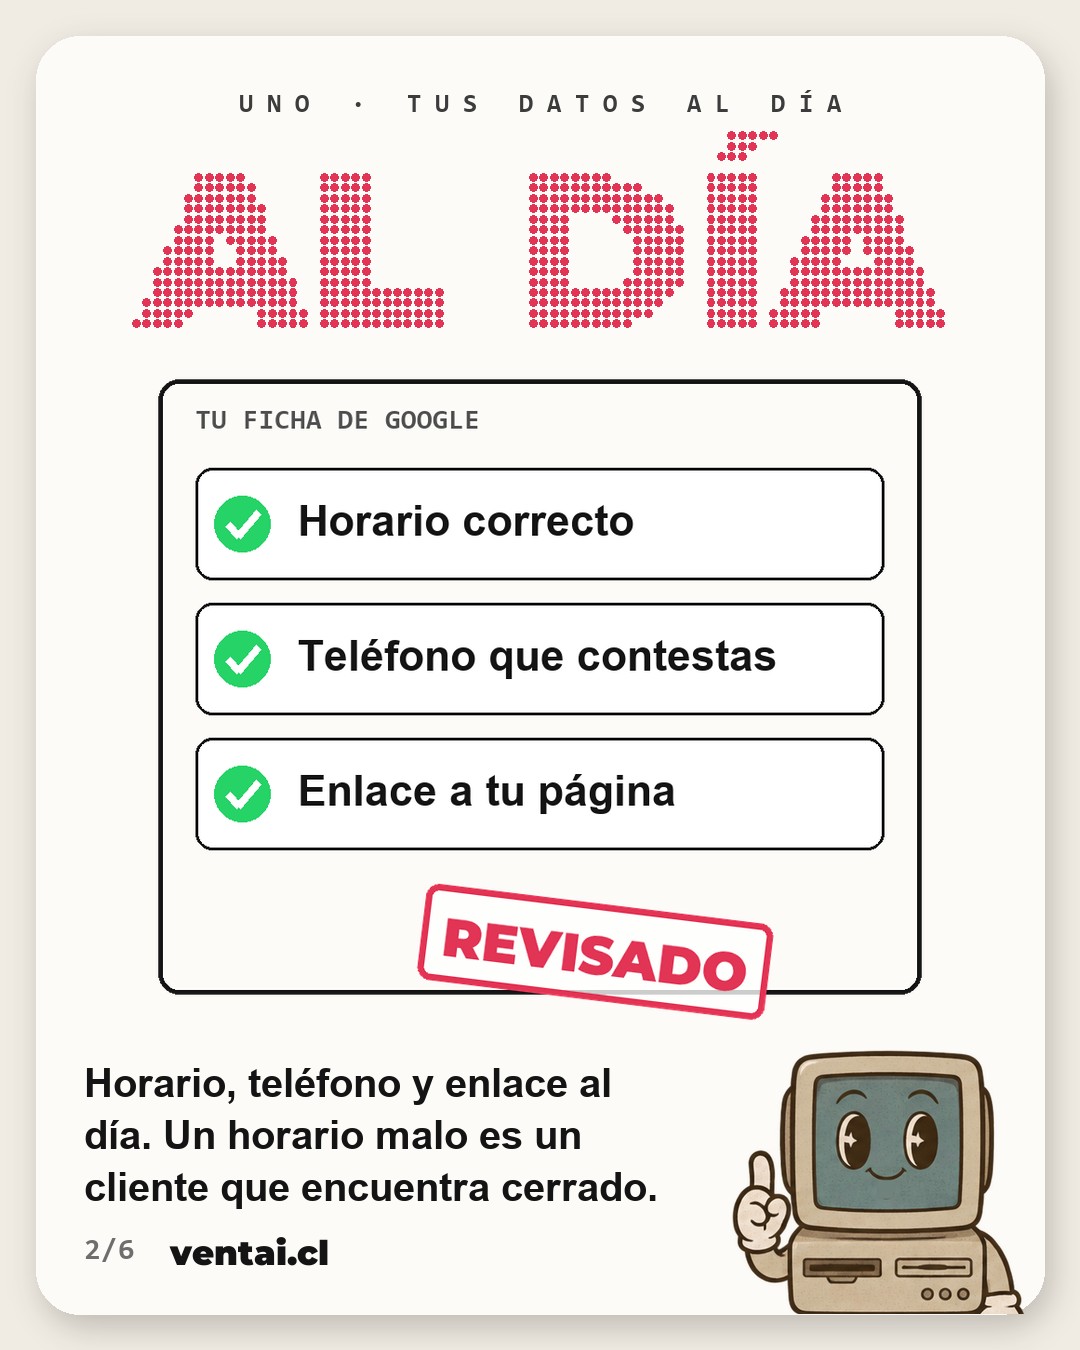 UNO · TUS DATOS AL DÍA
AL DÍA
TU FICHA DE GOOGLE
Horario correcto
Teléfono que contestas
Enlace a tu página
REVISADO
Horario, teléfono y enlace al
día. Un horario malo es un
cliente que encuentra cerrado.
2/6 ventai.cl